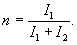 n = I₁ / (I₁ + I₂).